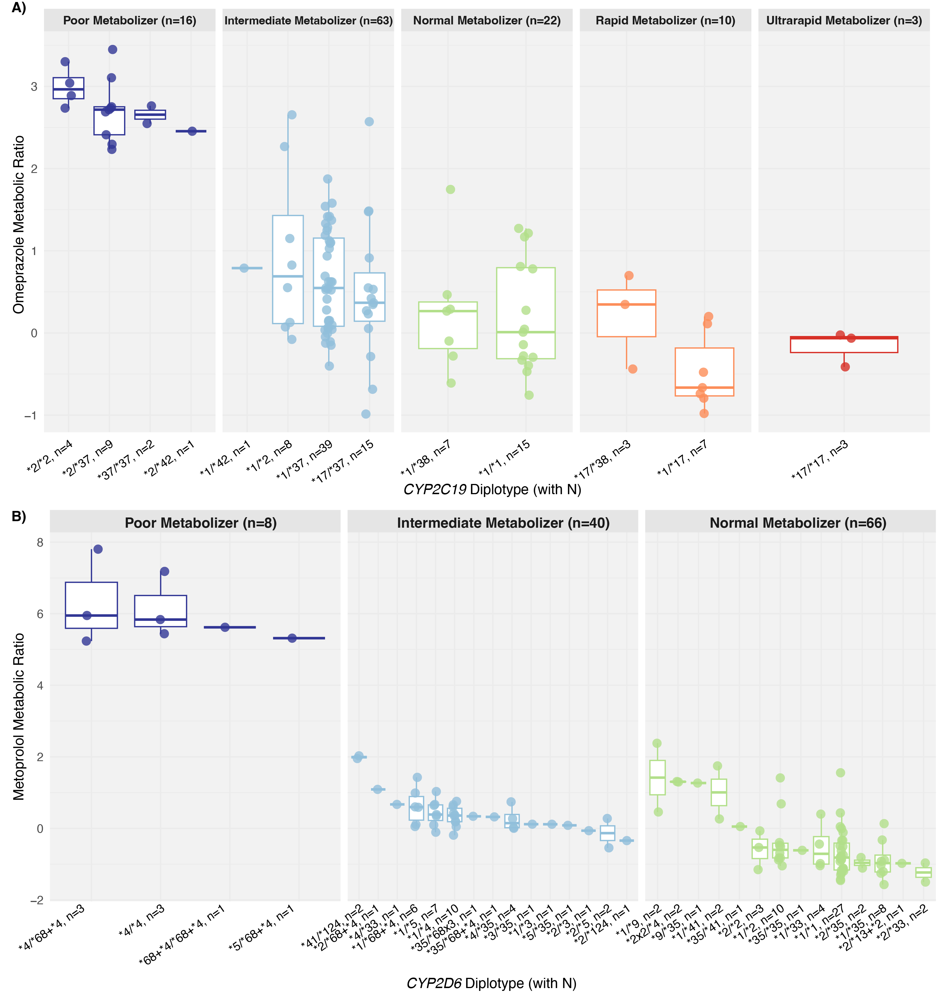 A)
Poor Metabolizer (n=16)
Intermediate Metabolizer (n=63)
Normal Metabolizer (n=22)
Rapid Metabolizer (n=10)
Ultrarapid Metabolizer (n=3)
Omeprazole Metabolic Ratio
3
2
1
0
−1
*2/*2, n=4
*2/*37, n=9
*37/*37, n=2
*2/*42, n=1
*1/*42, n=1
*1/*2, n=8
*1/*37, n=39
*17/*37, n=15
*1/*38, n=7
*1/*1, n=15
*17/*38, n=3
*1/*17, n=7
*17/*17, n=3
CYP2C19 Diplotype (with N)
B)
Poor Metabolizer (n=8)
Intermediate Metabolizer (n=40)
Normal Metabolizer (n=66)
Metoprolol Metabolic Ratio
8
6
4
2
0
−2
*4/*68+*4, n=3
*4/*4, n=3
*68+*4/*68+*4, n=1
*5/*68+*4, n=1
*41/*124, n=2
*2/*68+*4, n=1
*4/*33, n=1
*1/*68+*4, n=6
*1/*5, n=7
*1/*4, n=10
*35/*68x3, n=1
*35/*68+*4, n=1
*4/*35, n=4
*3/*35, n=1
*1/*3, n=1
*5/*35, n=1
*2/*3, n=1
*2/*5, n=2
*2/*124, n=1
*1/*9, n=2
*2x2/*4, n=2
*9/*35, n=1
*1/*41, n=2
*35/*41, n=1
*2/*2, n=3
*1/*2, n=10
*35/*35, n=1
*1/*33, n=4
*1/*1, n=27
*2/*35, n=2
*1/*35, n=8
*2/*13+*2, n=1
*2/*33, n=2
CYP2D6 Diplotype (with N)